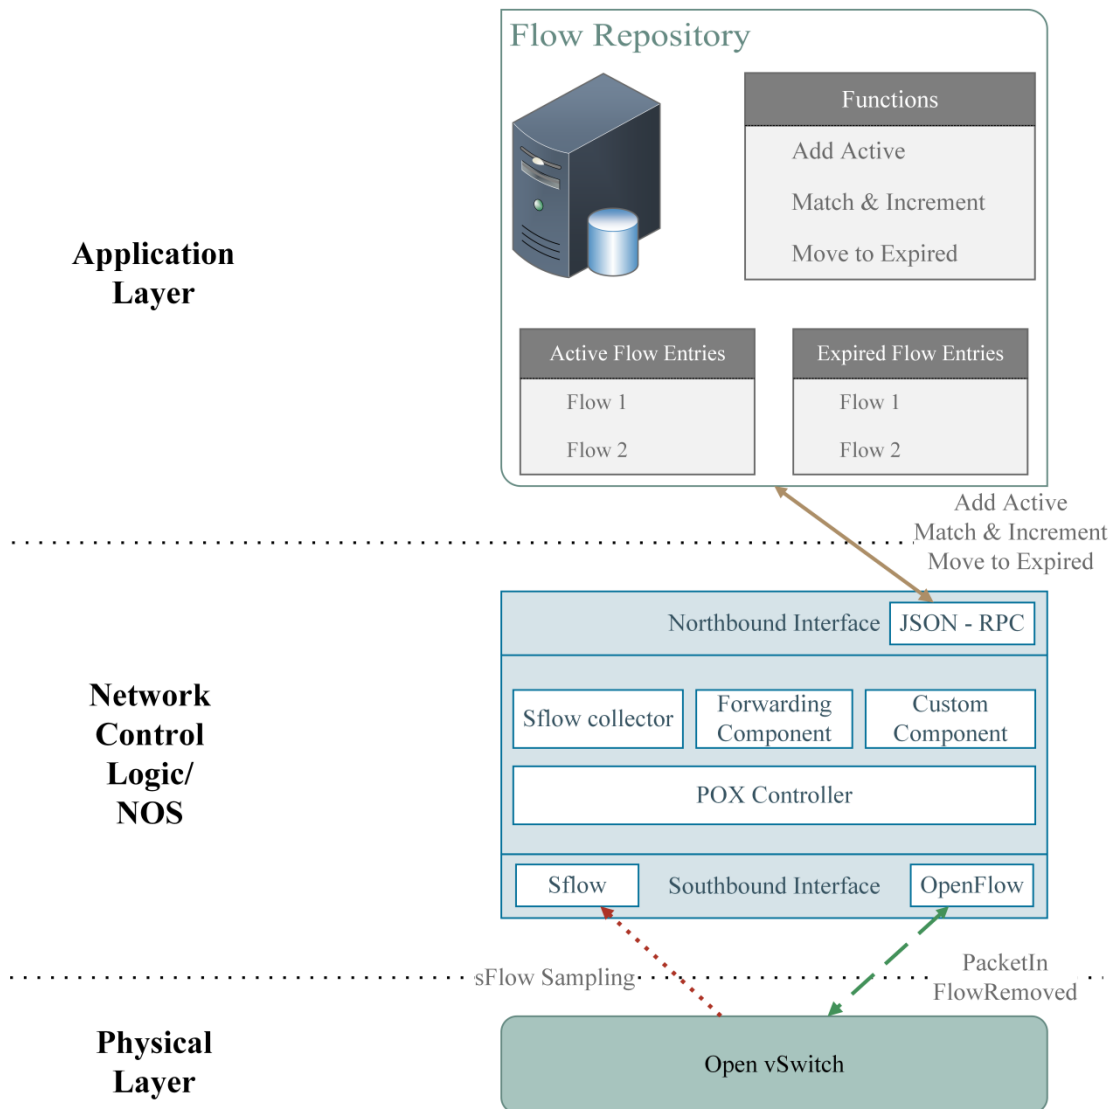 Flow Repository
Functions
Add Active
Match & Increment
Move to Expired
Application
Layer
Active Flow Entries
Flow 1
Flow 2
Expired Flow Entries
Flow 1
Flow 2
Add Active
Match & Increment
Move to Expired
Northbound Interface
JSON - RPC
Network
Control
Logic/
NOS
Sflow collector
Forwarding
Component
Custom
Component
POX Controller
Sflow
Southbound Interface
OpenFlow
sFlow Sampling
PacketIn
FlowRemoved
Physical
Layer
Open vSwitch